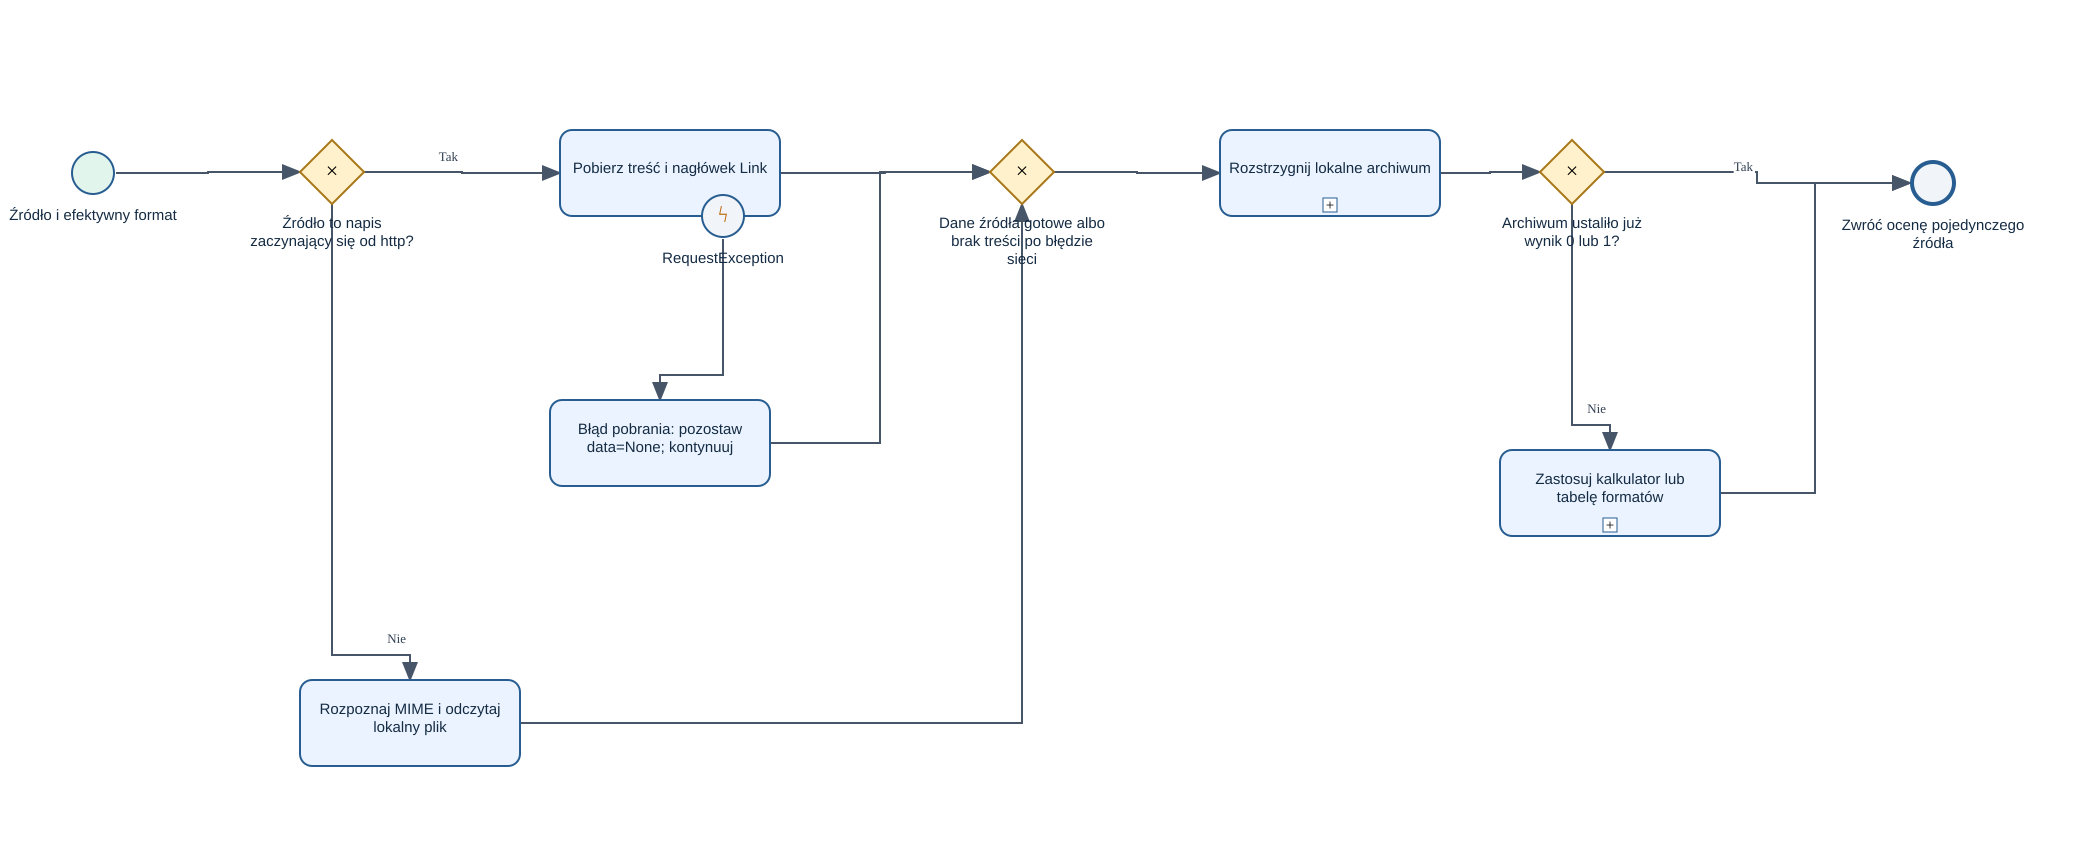 Źródło i efektywny format
Źródło to napis
zaczynający się od http?
Tak
Pobierz treść i nagłówek Link
RequestException
Błąd pobrania: pozostaw
data=None; kontynuuj
Nie
Rozpoznaj MIME i odczytaj
lokalny plik
Dane źródła gotowe albo
brak treści po błędzie
sieci
Rozstrzygnij lokalne archiwum
Archiwum ustaliło już
wynik 0 lub 1?
Tak
Nie
Zastosuj kalkulator lub
tabelę formatów
Zwróć ocenę pojedynczego
źródła